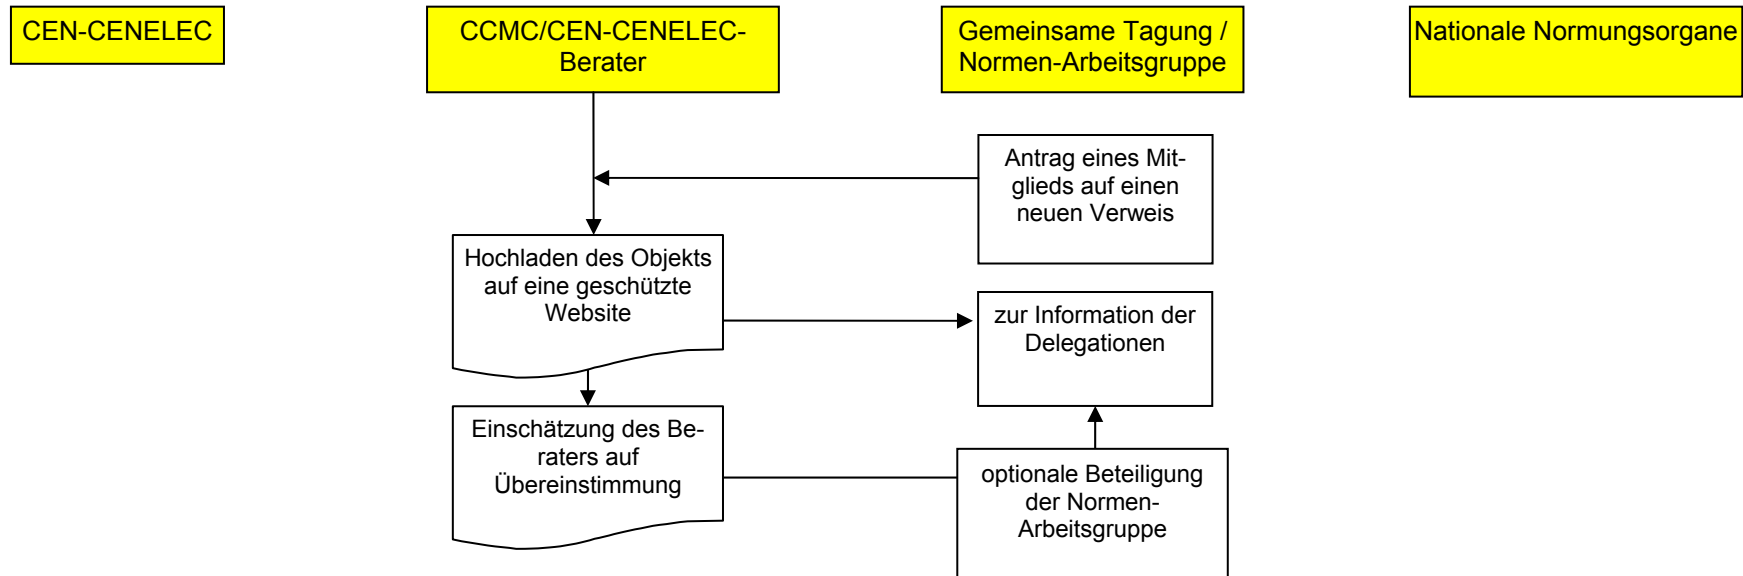 CEN-CENELEC
CCMC/CEN-CENELEC-
Berater
Gemeinsame Tagung /
Normen-Arbeitsgruppe
Nationale Normungsorgane
Antrag eines Mit-
glieds auf einen
neuen Verweis
Hochladen des Objekts
auf eine geschützte
Website
zur Information der
Delegationen
Einschätzung des Be-
raters auf
Übereinstimmung
optionale Beteiligung
der Normen-
Arbeitsgruppe